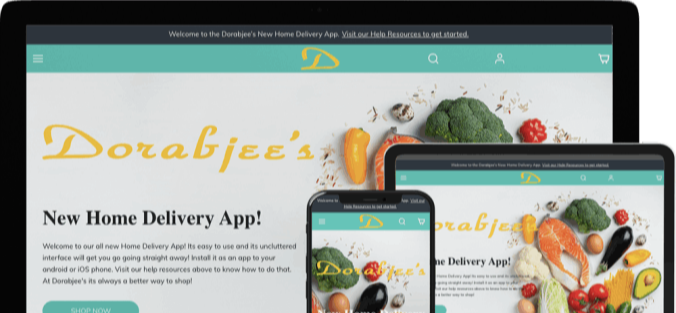 Welcome to the Dorabjee's New Home Delivery App. Visit our Help Resources to get started.
D
Dorabjee's
New Home Delivery App!
Welcome to our all new Home Delivery App! Its easy to use and its uncluttered
interface will get you go going straight away! Install it as an app to your
android or iOS phone. Visit our help resources above to know how to do that.
At Dorabjee's its always a better way to shop!
SHOP NOW
Welcome to the Dorabjee's New Home Delivery App. Visit our Help Resources to get started.
D
orabjee
me Delivery App!
Welcome to
Help Resources to get started.
D
Dorabjee's
New Home Delivery